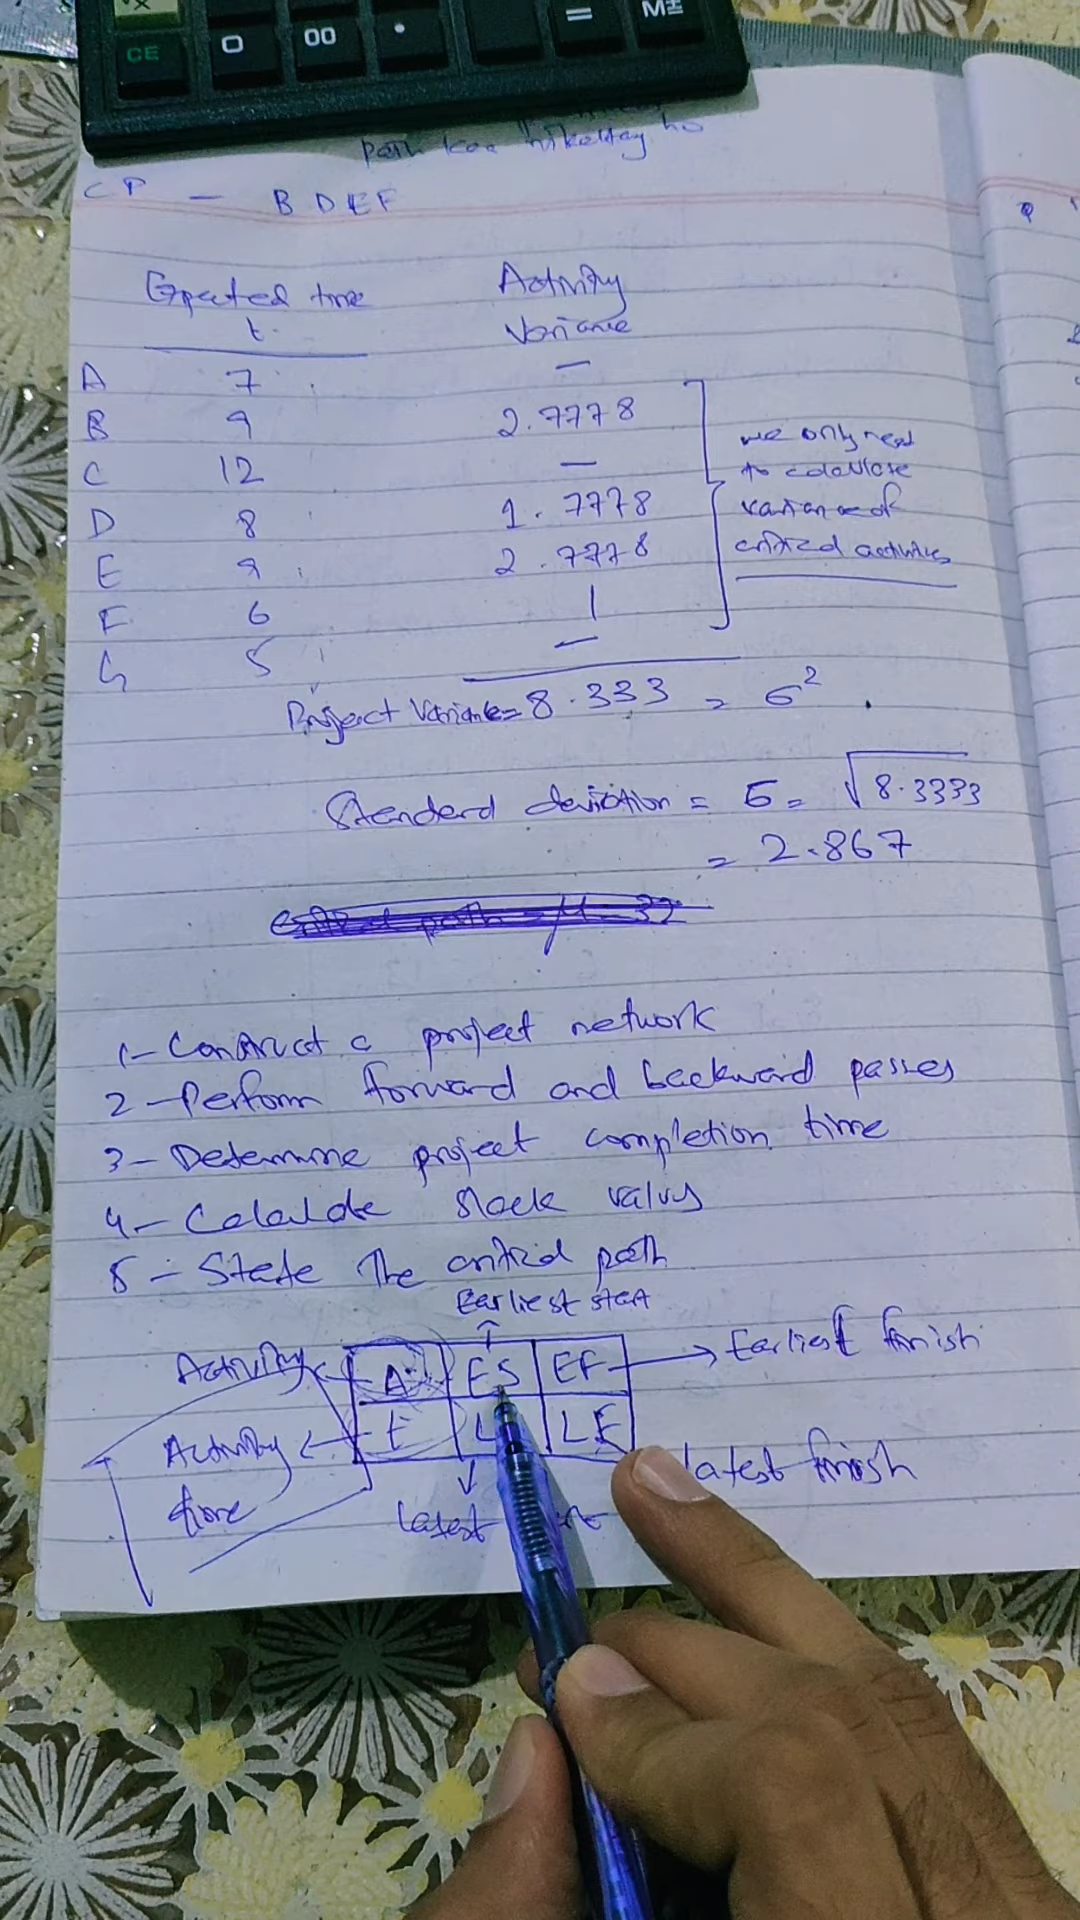 √x
CE 0 00 . = M±
Path kaa nikaltay ho
CP - BDEF
Expected time Activity
t Variance
A 7 -
B 9 2.7778
C 12 -
D 8 1.7778
E 9 2.7778
F 6 1
G 5 -
we only need
to calculate
variance of
critical activities
Project Variance = 8.333 = σ²
Standard deviation = σ = √8.3333
= 2.867
1- Construct a project network
2- Perform forward and backward passes
3- Determine project completion time
4- Calculate slack values
5- State the critical path
Earliest start
Activity A ES EF Earliest finish
Activity t L LF latest finish
time latest